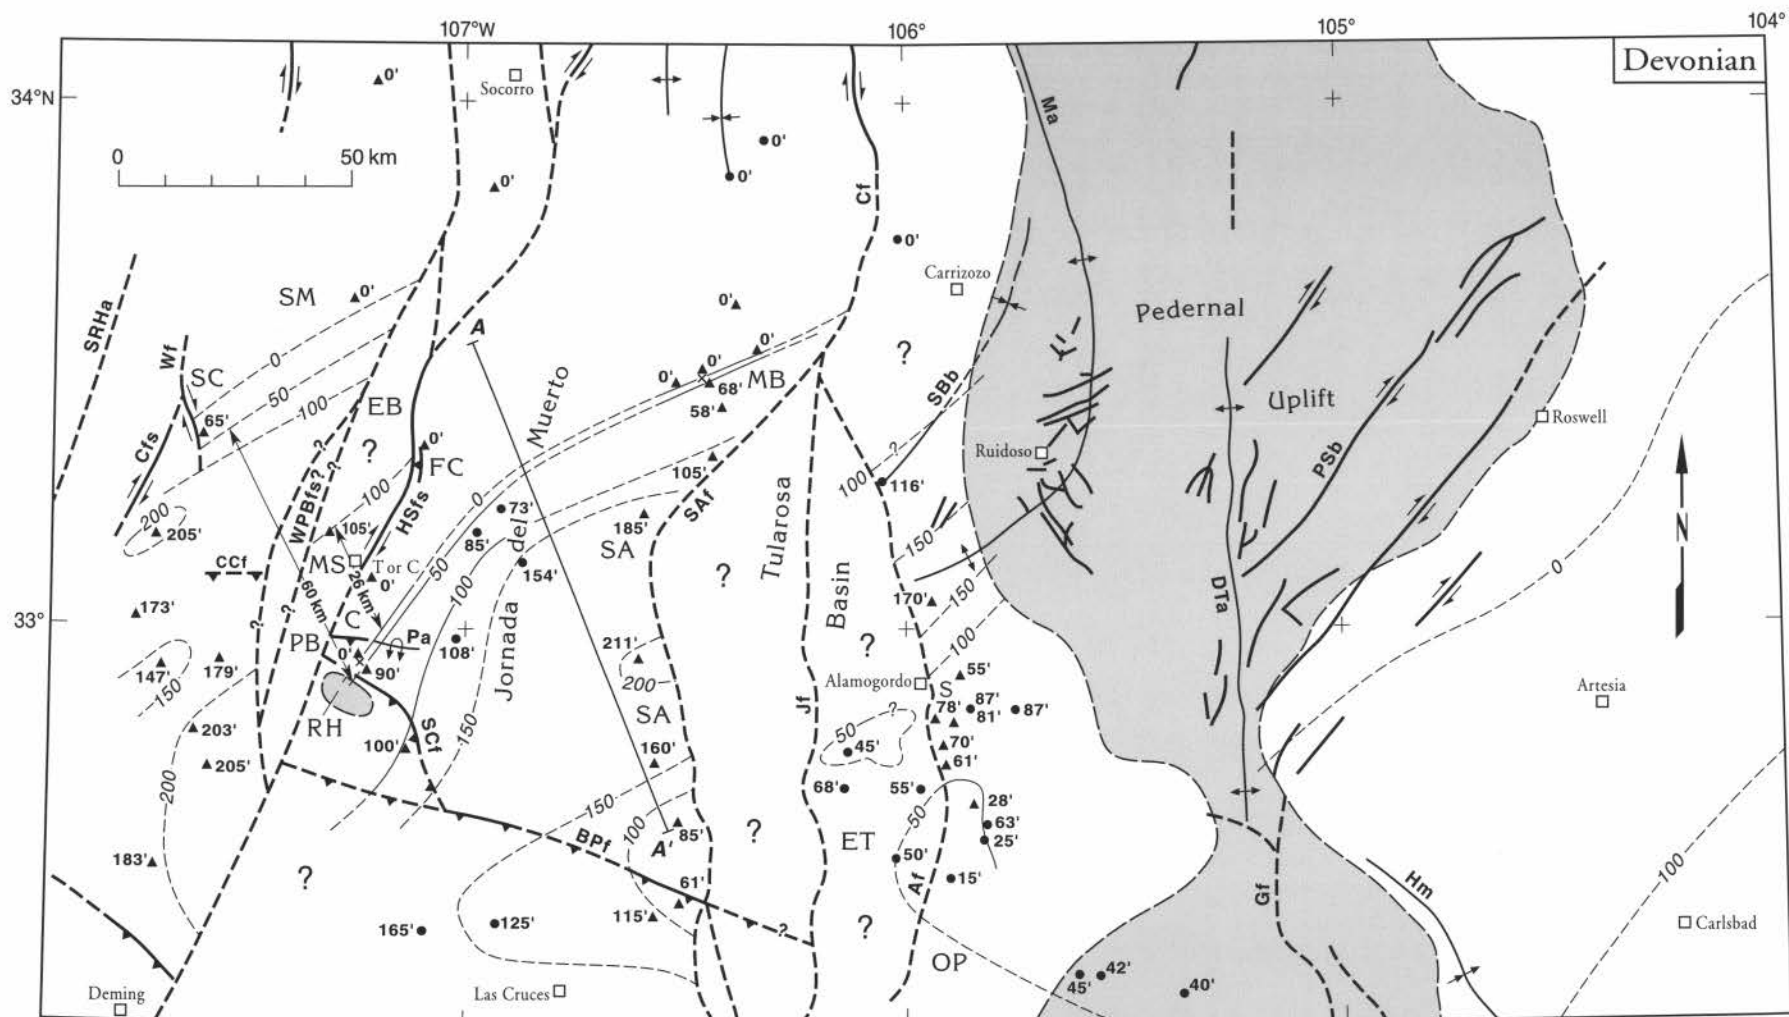 107°W
106°
105°
104°
Devonian
34°N
33°
0
50 km
Socorro
0'
0'
0'
0'
0'
0'
0'
0'
0'
0'
Ma
Cf
Carrizozo
SM
SRHa
Wf
SC
65'
0
50
100
A
EB
?
Muerto
0'
FC
MB
68'
58'
?
SBb
Pedernal
Uplift
Roswell
PSb
Ruidoso
Cfs
200
205'
WPBfs?
?
?
?
100
105'
HSfs
0
50
100
73'
85'
del
154'
105'
185'
SAf
SA
?
Tularosa
?
100
116'
150
CCf
MS
T or C
0'
26 km
60 km
173'
C
Pa
PB
0'
90'
108'
Jornada
211'
200
Basin
?
170'
150
100
DTa
0
147'
150
179'
RH
SCf
100'
150
SA
160'
Jf
Alamogordo
S
55'
78'
87'
81'
87'
Artesia
203'
205'
200
50
?
45'
70'
61'
68'
55'
150
100
85'
A'
?
ET
50
28'
63'
25'
50'
15'
183'
?
BPf
61'
115'
Af
?
?
Gf
Hm
100
165'
125'
OP
Carlsbad
Deming
Las Cruces
45'
42'
40'
N